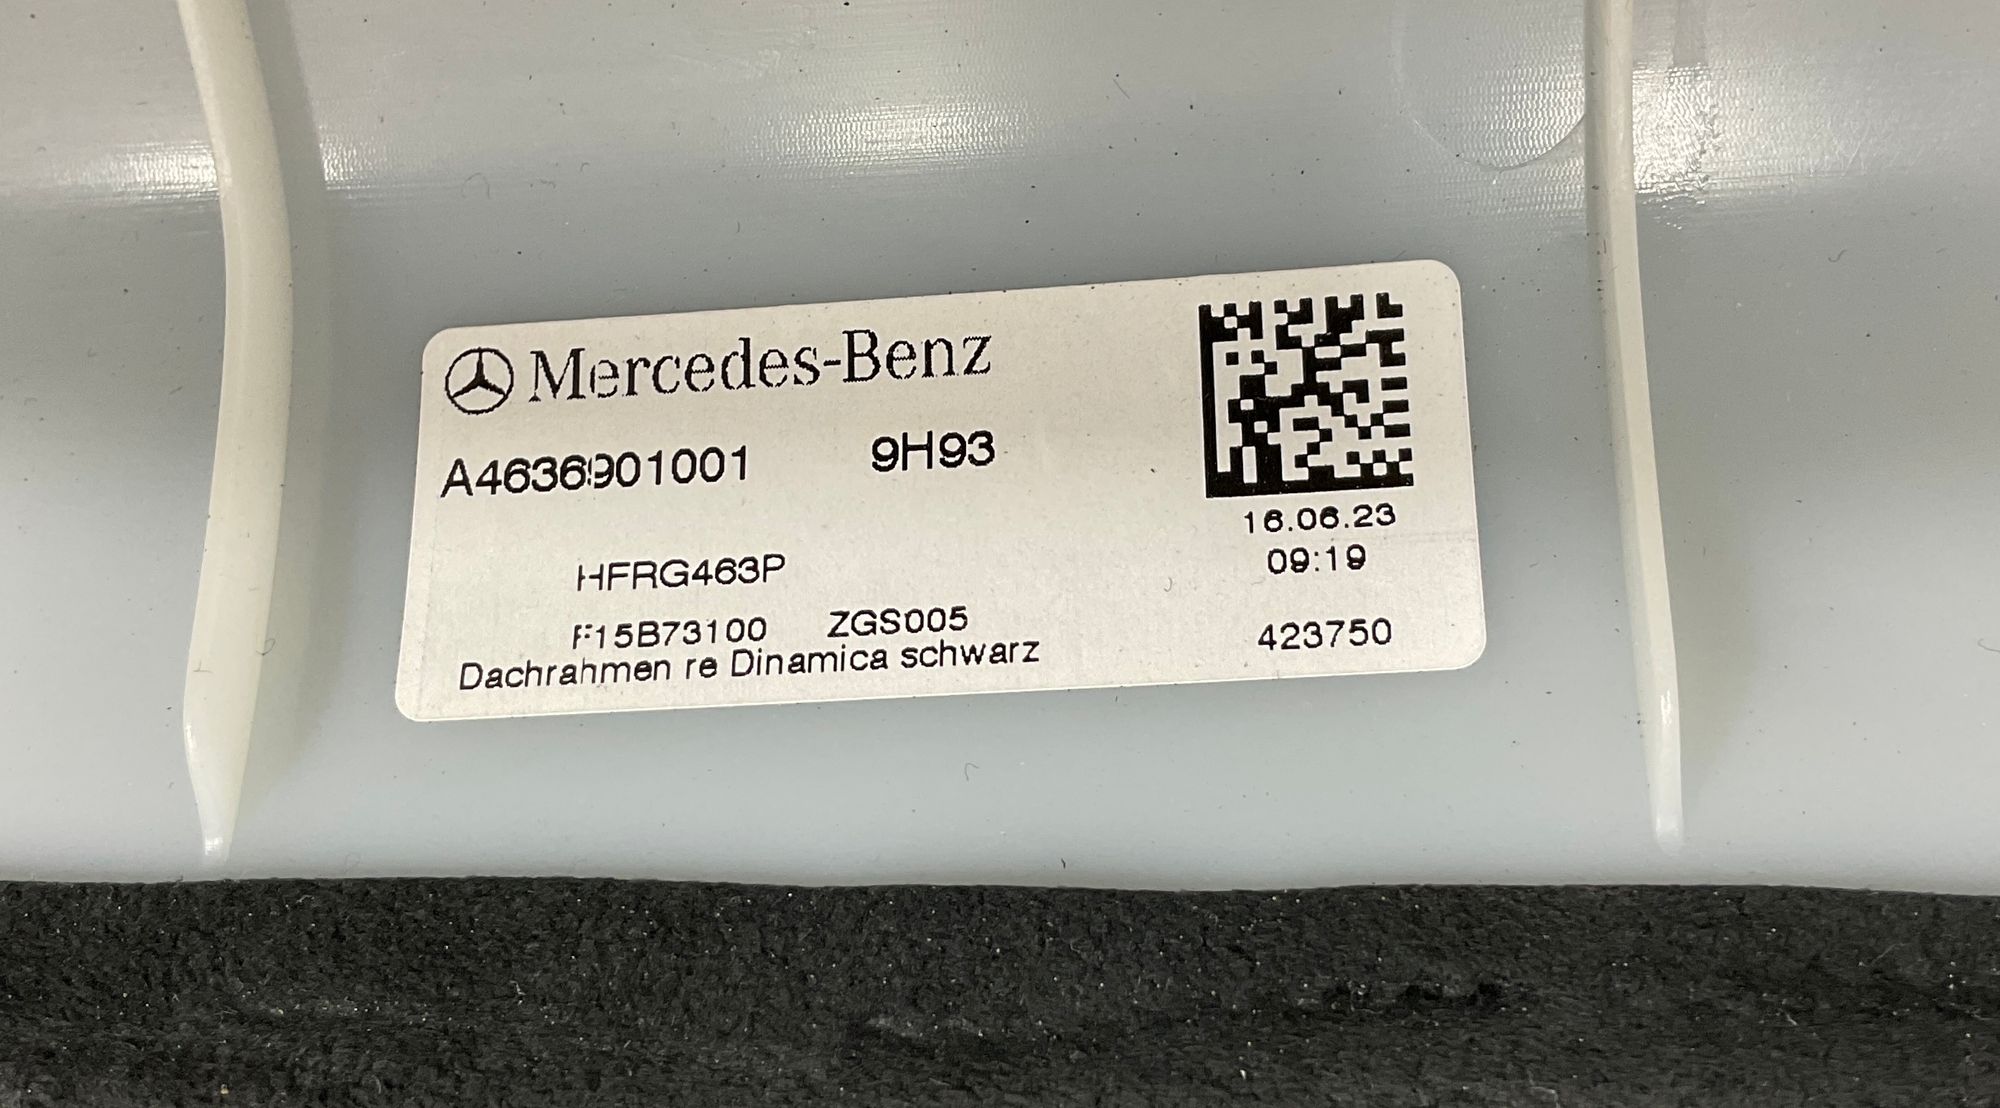 Mercedes-Benz
A4636901001 9H93
16.06.23
09:19
HFRG463P
F15B73100 ZGS005 423750
Dachrahmen re Dinamica schwarz